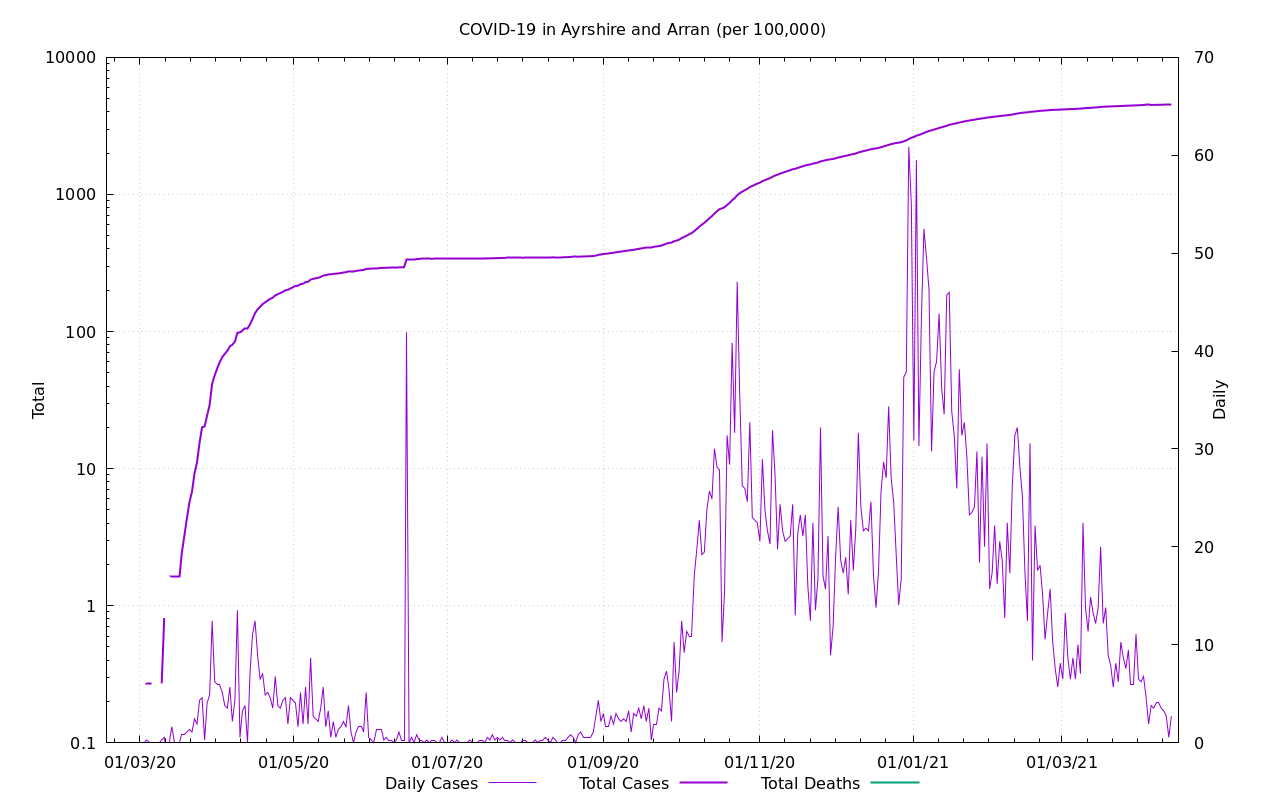 COVID-19 in Ayrshire and Arran (per 100,000)
10000
1000
100
10
1
0.1
Total
70
60
50
40
30
20
10
0
Daily
01/03/20 01/05/20 01/07/20 01/09/20 01/11/20 01/01/21 01/03/21
Daily Cases Total Cases Total Deaths